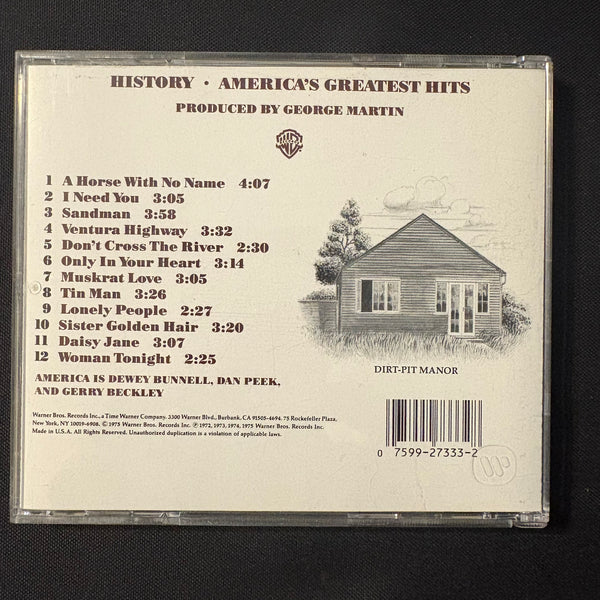 HISTORY · AMERICA'S GREATEST HITS
PRODUCED BY GEORGE MARTIN
1 A Horse With No Name 4:07
2 I Need You 3:05
3 Sandman 3:58
4 Ventura Highway 3:32
5 Don't Cross The River 2:30
6 Only In Your Heart 3:14
7 Muskrat Love 3:05
8 Tin Man 3:26
9 Lonely People 2:27
10 Sister Golden Hair 3:20
11 Daisy Jane 3:07
12 Woman Tonight 2:25
DIRT-PIT MANOR
AMERICA IS DEWEY BUNNELL, DAN PEEK,
AND GERRY BECKLEY
Warner Bros. Records Inc., a Time Warner Company. 3300 Warner Blvd., Burbank, CA 91505-4694. 75 Rockefeller Plaza,
New York, NY 10019-6908. © 1975 Warner Bros. Records Inc. ℗ 1972, 1973, 1974, 1975 Warner Bros. Records Inc.
Made in U.S.A. All Rights Reserved. Unauthorized duplication is a violation of applicable laws.
0 7599-27333-2